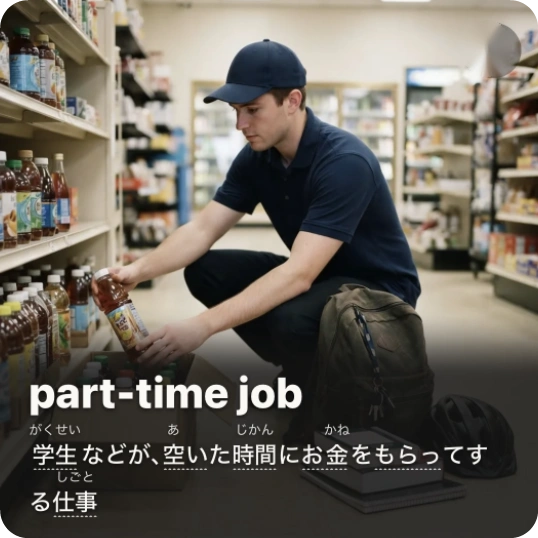 part-time job
がくせい あ じかん かね
学生などが、空いた時間にお金をもらってす
しごと
る仕事